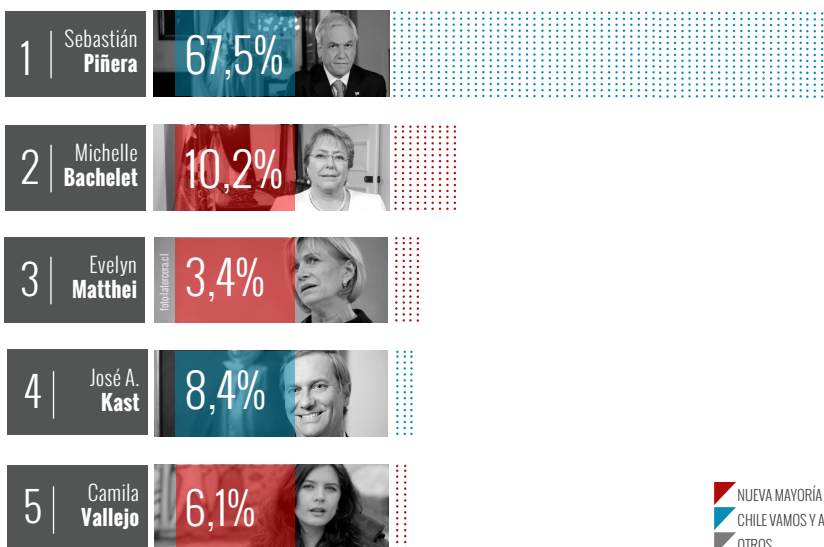 1 Sebastián Piñera 67,5%
2 Michelle Bachelet 10,2%
3 Evelyn Matthei foto:latercera.cl 3,4%
4 José A. Kast 8,4%
5 Camila Vallejo 6,1%
NUEVA MAYORÍA
CHILE VAMOS Y A
OTROS